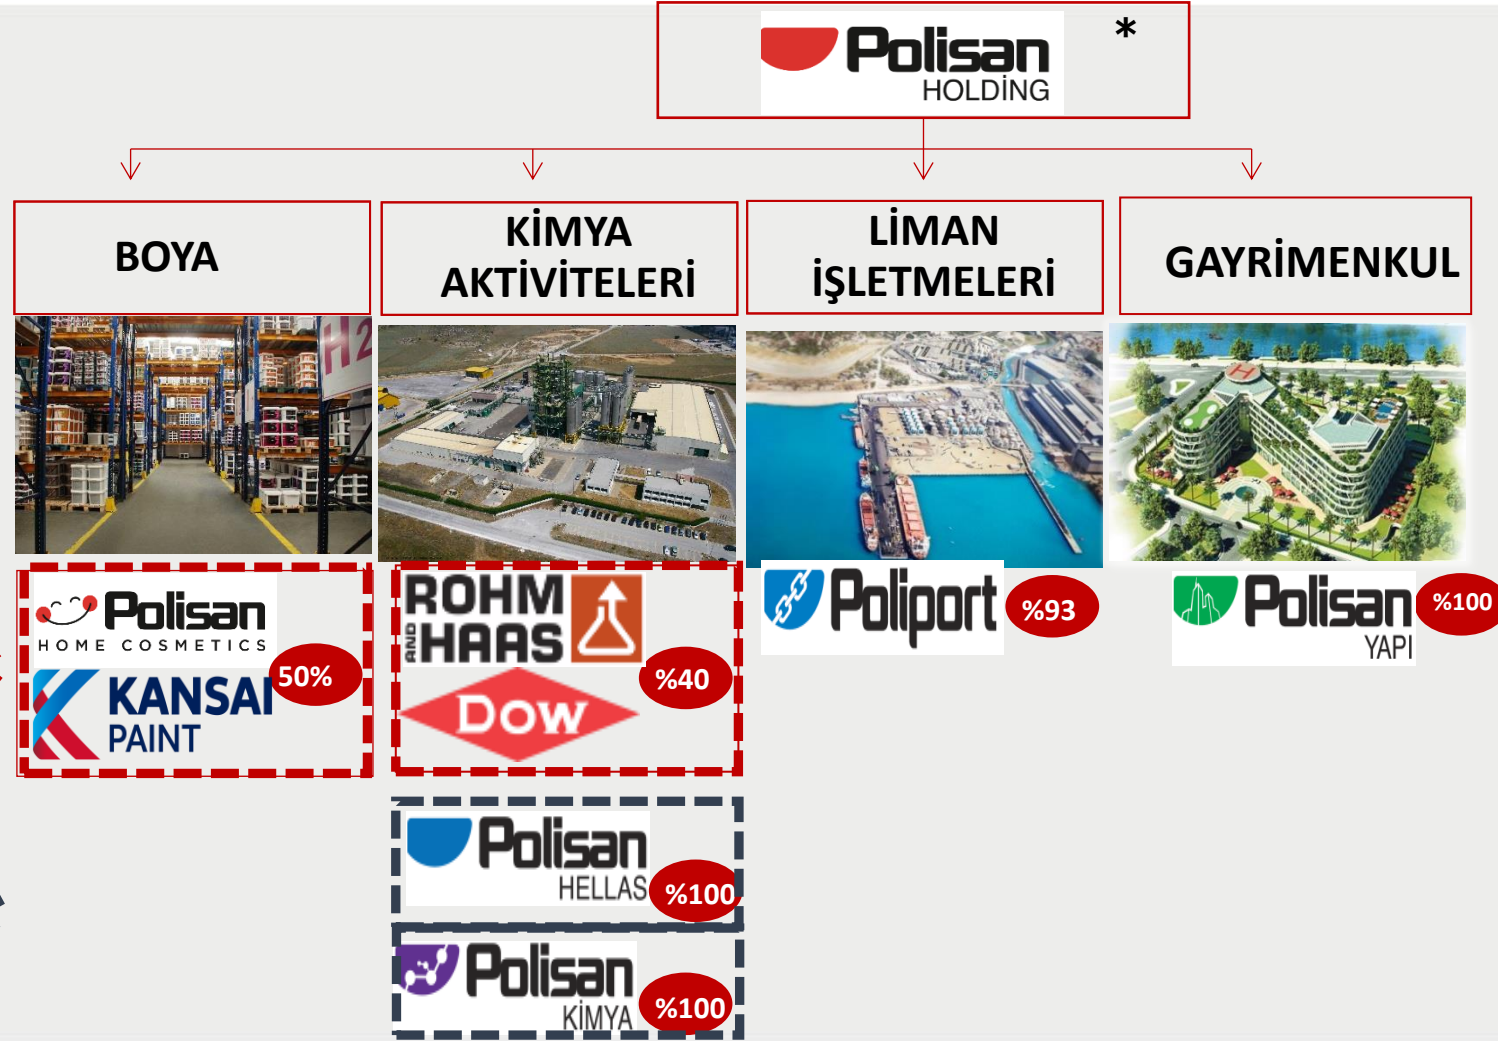 Polisan
HOLDİNG
*
BOYA
KİMYA
AKTİVİTELERİ
LİMAN
İŞLETMELERİ
GAYRİMENKUL
H2
H
Polisan
HOME COSMETICS
50%
KANSAI
PAINT
ROHM
AND HAAS
%40
DOW
Poliport
%93
Polisan
YAPI
%100
Polisan
HELLAS
%100
Polisan
KİMYA
%100